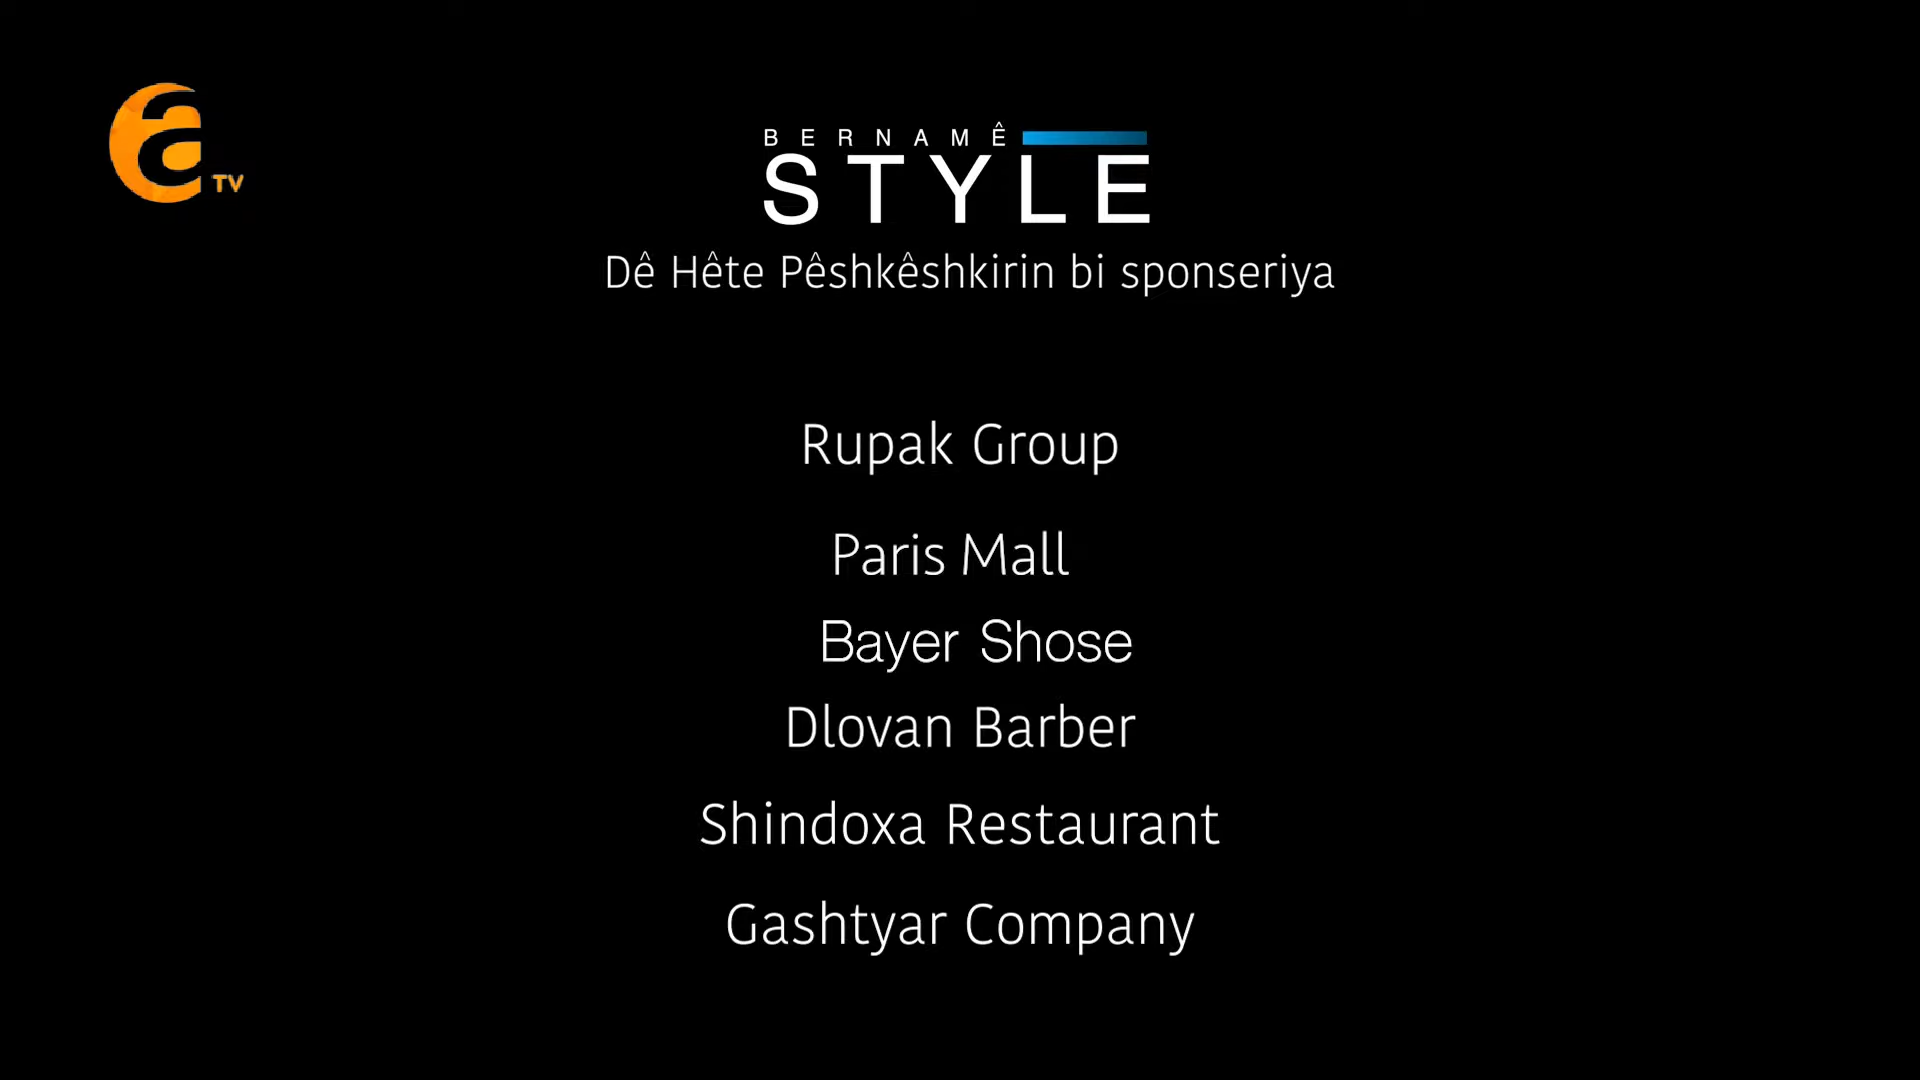 a TV
BERNAMÊ
STYLE
Dê Hête Pêshkêshkirin bi sponseriya
Rupak Group
Paris Mall
Bayer Shose
Dlovan Barber
Shindoxa Restaurant
Gashtyar Company